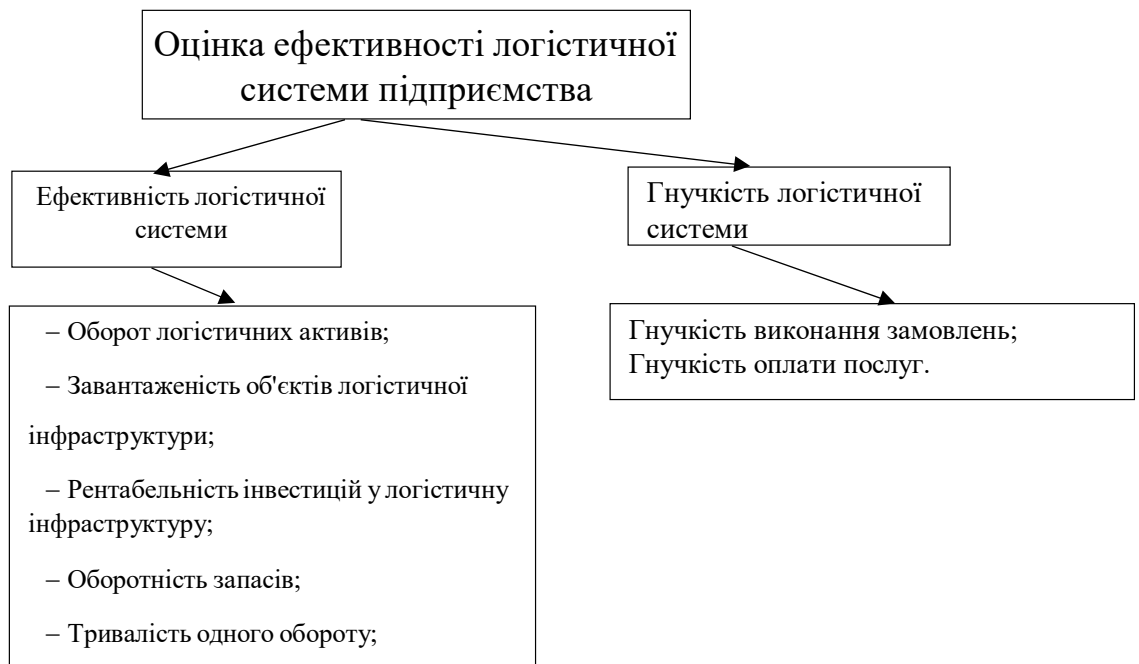 Оцінка ефективності логістичної
системи підприємства
Ефективність логістичної
системи
Гнучкість логістичної
системи
– Оборот логістичних активів;
– Завантаженість об'єктів логістичної
інфраструктури;
– Рентабельність інвестицій у логістичну
інфраструктуру;
– Оборотність запасів;
– Тривалість одного обороту;
Гнучкість виконання замовлень;
Гнучкість оплати послуг.